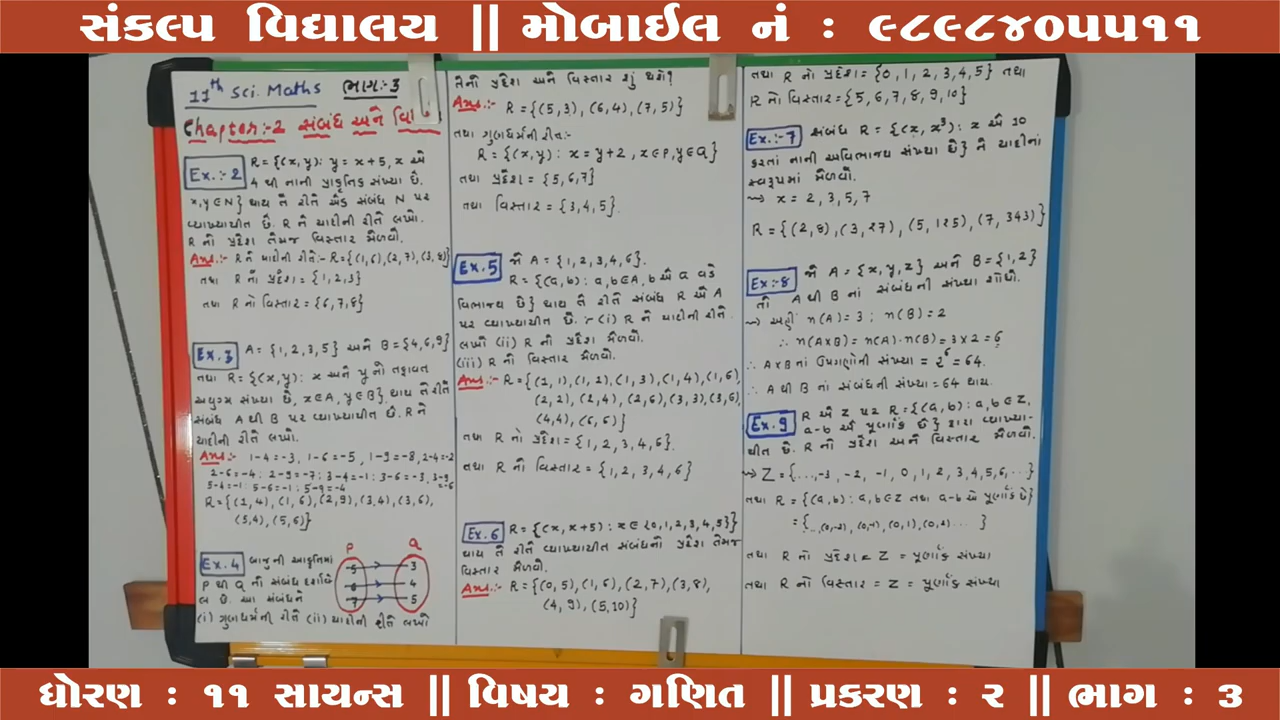 સંકલ્પ વિદ્યાલય || મોબાઈલ નં : ૯૮૯૮૪૦૫૫૧૧
11th Sci. Maths ભાગ:-3
Chapter:-2 સંબંધ અને વિ
Ex.:-2 R = {(x,y): y = x+5, x એ
4 થી નાની પ્રાકૃતિક સંખ્યા છે.
x,y ∈ N} થાય તે રીતે એક સંબંધ N પર
વ્યાખ્યાયીત છે. R ને યાદીની રીતે લખો.
R નો પ્રદેશ તેમજ વિસ્તાર મેળવો.
Ans:- R ને યાદીની રીતે:- R = {(1,6),(2,7),(3,8)}
તથા R નો પ્રદેશ = {1,2,3}
તથા R નો વિસ્તાર = {6,7,8}
Ex.3 A = {1,2,3,5} અને B = {4,6,9}
તથા R = {(x,y): x અને y નો તફાવત
અયુગ્મ સંખ્યા છે, x∈A, y∈B} થાય તે રીતે
સંબંધ A થી B પર વ્યાખ્યાયીત છે. R ને
યાદીની રીતે લખો.
Ans:- 1-4=-3, 1-6=-5, 1-9=-8, 2-4=-2
2-6=-4; 2-9=-7; 3-4=-1; 3-6=-3, 3-9=-6
5-4=-1; 5-6=-1; 5-9=-4
R = {(1,4), (1,6), (2,9), (3,4), (3,6),
(5,4), (5,6)}
Ex.4 બાજુની આકૃતિમાં
P થી Q નો સંબંધ દર્શાવે
લ છે. આ સંબંધને
(i) ગુણધર્મની રીતે (ii) યાદીની રીતે લખો
P Q
5 3
6 4
7 5
તેનો પ્રદેશ અને વિસ્તાર શું થશે?
Ans:- R = {(5,3), (6,4), (7,5)}
તથા ગુણધર્મની રીત:-
R = {(x,y): x = y+2, x∈P, y∈Q}
તથા પ્રદેશ = {5,6,7}
તથા વિસ્તાર = {3,4,5}.
Ex.5 જો A = {1,2,3,4,6}.
R = {(a,b): a,b∈A, b એ a વડે
વિભાજ્ય છે} થાય તે રીતે સંબંધ R એ A
પર વ્યાખ્યાયીત છે. :- (i) R ને યાદીની રીતે
લખો (ii) R નો પ્રદેશ મેળવો.
(iii) R નો વિસ્તાર મેળવો.
Ans:- R = {(1,1),(1,2),(1,3),(1,4),(1,6),
(2,2), (2,4), (2,6), (3,3),(3,6),
(4,4), (6,6)}
તથા R નો પ્રદેશ = {1,2,3,4,6}.
તથા R નો વિસ્તાર = {1,2,3,4,6}
Ex.6 R = {(x, x+5): x∈{0,1,2,3,4,5}}
થાય તે રીતે વ્યાખ્યાયીત સંબંધનો પ્રદેશ તેમજ
વિસ્તાર મેળવો.
Ans:- R = {(0,5), (1,6), (2,7), (3,8),
(4,9), (5,10)}
તથા R નો પ્રદેશ = {0,1,2,3,4,5} તથા
R નો વિસ્તાર = {5,6,7,8,9,10}
Ex:-7 સંબંધ R = {(x, x³): x એ 10
કરતાં નાની અવિભાજ્ય સંખ્યા છે} ને યાદીનાં
સ્વરૂપમાં મેળવો.
⇝ x = 2, 3, 5, 7
R = {(2,8), (3,27), (5,125), (7,343)}
Ex:-8 જો A = {x,y,z} અને B = {1,2}
તો A થી B નાં સંબંધની સંખ્યા શોધો.
⇝ અહીં n(A) = 3 ; n(B) = 2
∴ n(A×B) = n(A)·n(B) = 3×2 = 6
∴ A×B નાં ઉપગણોની સંખ્યા = 2⁶ = 64.
∴ A થી B નાં સંબંધની સંખ્યા = 64 થાય.
Ex.9 R એ Z પર R = {(a,b): a,b∈Z,
a-b એ પૂર્ણાંક છે} દ્વારા વ્યાખ્યા-
યીત છે. R નો પ્રદેશ અને વિસ્તાર મેળવો.
⇝ Z = {...,-3, -2, -1, 0, 1, 2, 3, 4, 5, 6, ...}
તથા R = {(a,b): a,b∈Z તથા a-b એ પૂર્ણાંક છે}
= {...,(0,-2), (0,-1), (0,1), (0,2) ... }
તથા R નો પ્રદેશ = Z = પૂર્ણાંક સંખ્યા
તથા R નો વિસ્તાર = Z = પૂર્ણાંક સંખ્યા
ધોરણ : ૧૧ સાયન્સ || વિષય : ગણિત || પ્રકરણ : ૨ || ભાગ : 3